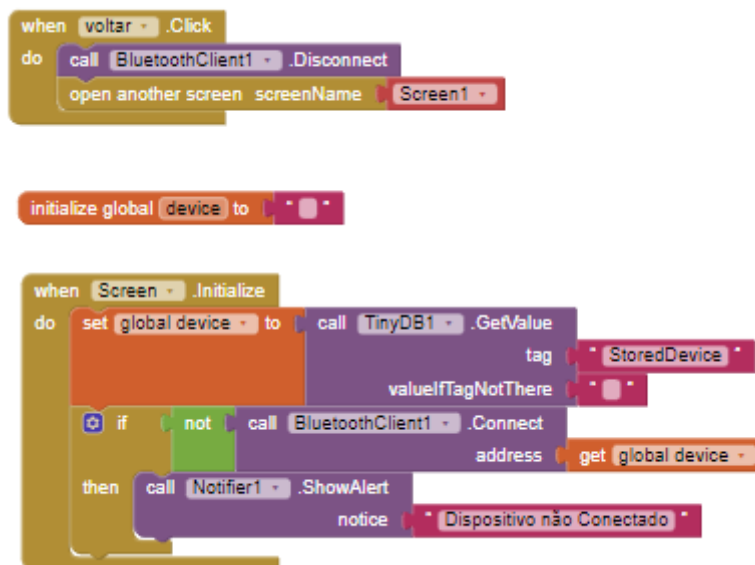 when voltar .Click
do call BluetoothClient1 .Disconnect
open another screen screenName Screen1
initialize global device to " "
when Screen .Initialize
do set global device to call TinyDB1 .GetValue
tag " StoredDevice "
valueIfTagNotThere " "
if not call BluetoothClient1 .Connect
address get global device
then call Notifier1 .ShowAlert
notice " Dispositivo não Conectado "